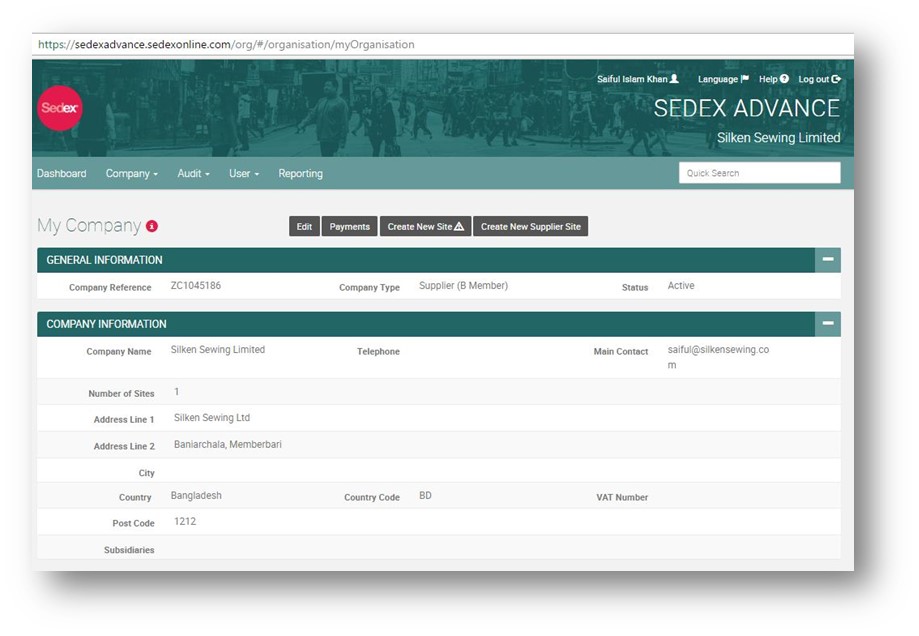 https://sedexadvance.sedexonline.com/org/#/organisation/myOrganisation
Saiful Islam Khan Language Help Log out
Sedex
SEDEX ADVANCE
Silken Sewing Limited
Dashboard Company Audit User Reporting Quick Search
My Company Edit Payments Create New Site Create New Supplier Site
GENERAL INFORMATION
Company Reference ZC1045186 Company Type Supplier (B Member) Status Active
COMPANY INFORMATION
Company Name Silken Sewing Limited Telephone Main Contact saiful@silkensewing.co
m
Number of Sites 1
Address Line 1 Silken Sewing Ltd
Address Line 2 Baniarchala, Memberbari
City
Country Bangladesh Country Code BD VAT Number
Post Code 1212
Subsidiaries